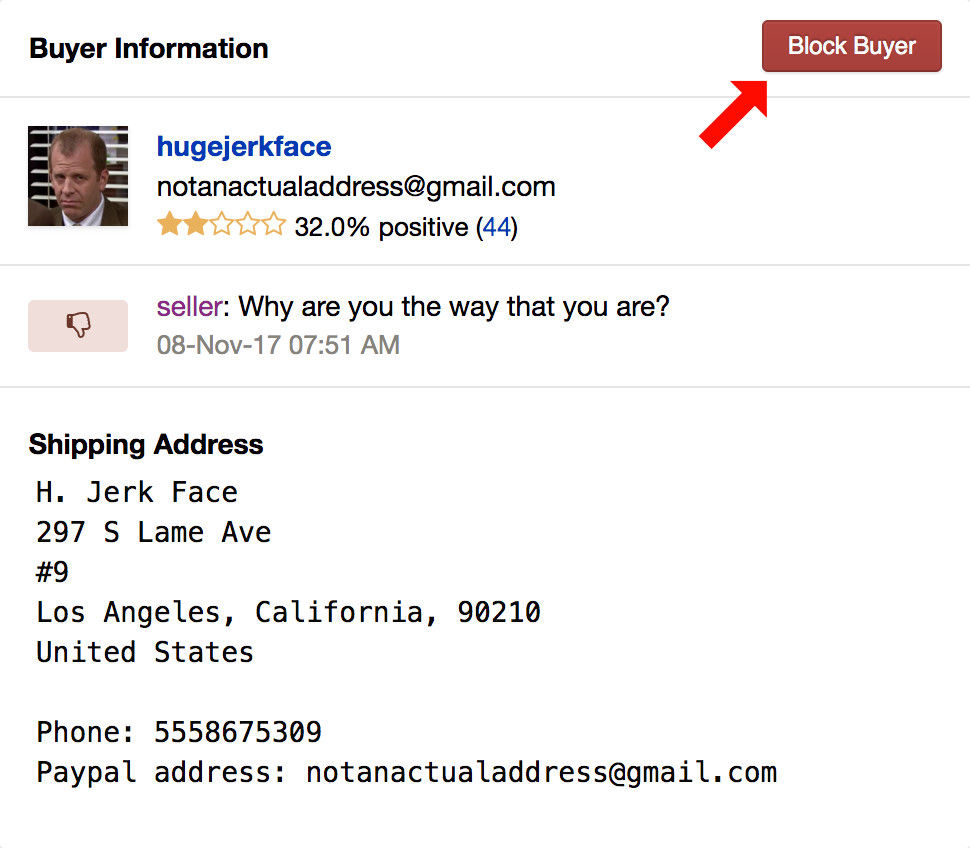 Buyer Information
Block Buyer
hugejerkface
notanactualaddress@gmail.com
32.0% positive (44)
seller: Why are you the way that you are?
08-Nov-17 07:51 AM
Shipping Address
H. Jerk Face
297 S Lame Ave
#9
Los Angeles, California, 90210
United States
Phone: 5558675309
Paypal address: notanactualaddress@gmail.com